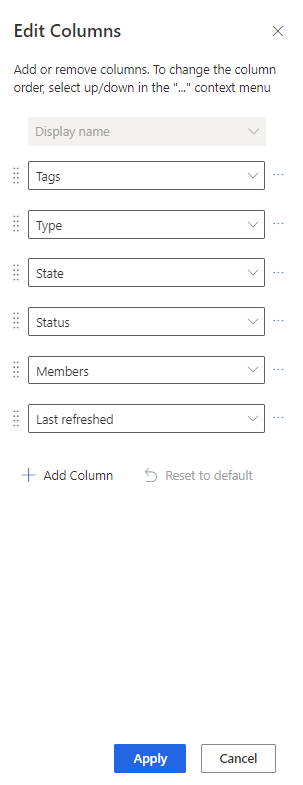 Edit Columns
Add or remove columns. To change the column
order, select up/down in the "..." context menu
Display name
Tags
Type
State
Status
Members
Last refreshed
Add Column
Reset to default
Apply
Cancel